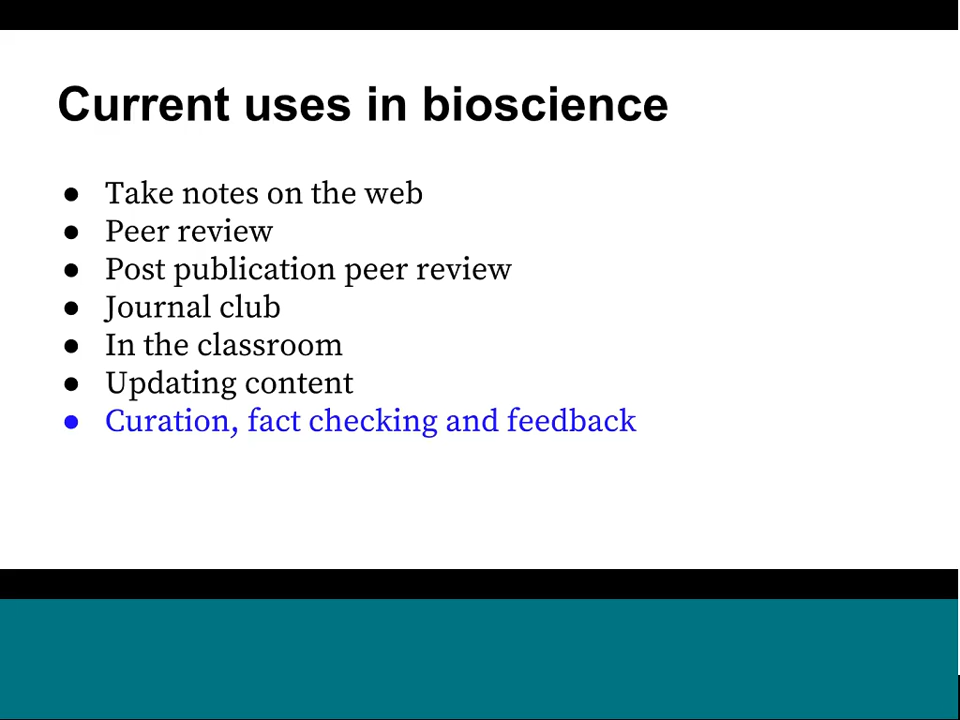 Current uses in bioscience
● Take notes on the web
● Peer review
● Post publication peer review
● Journal club
● In the classroom
● Updating content
● Curation, fact checking and feedback